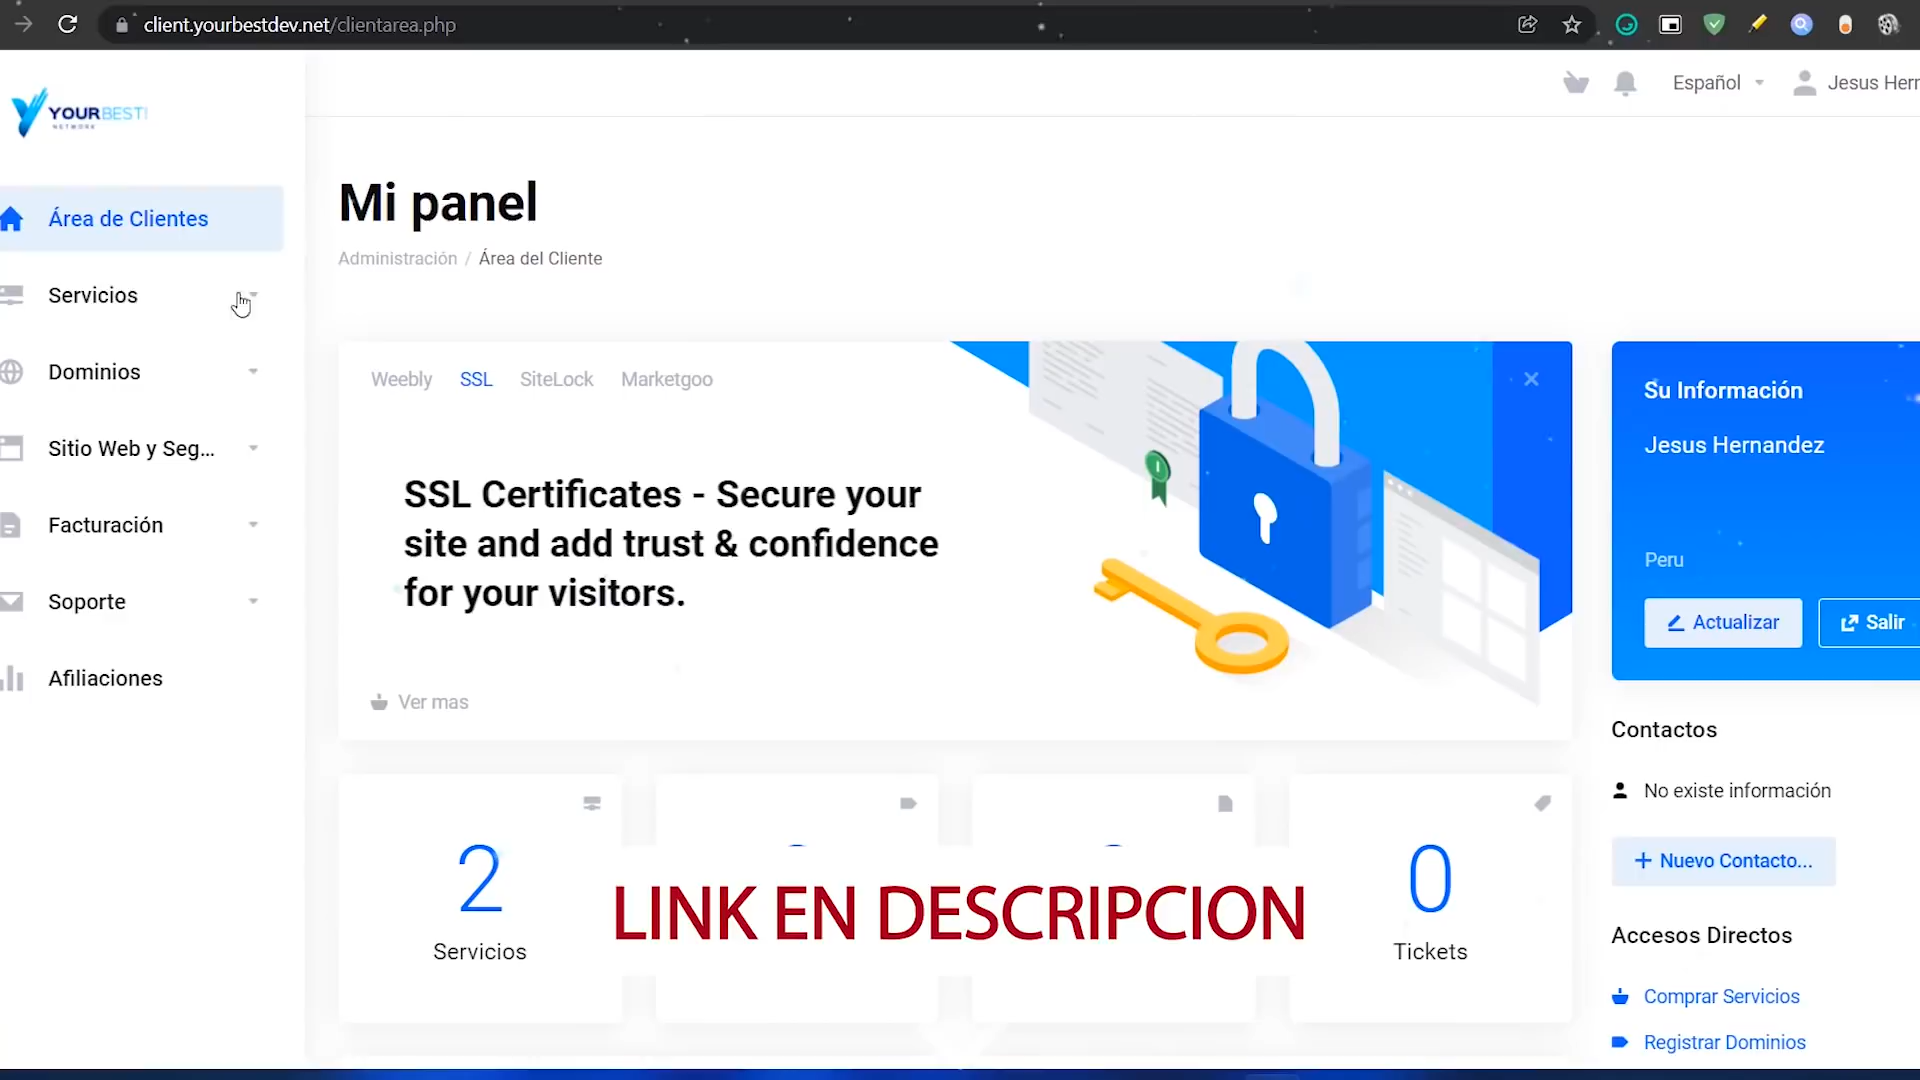 client.yourbestdev.net/clientarea.php
YOURBEST!
NETWORK
Español
Jesus Herr
Área de Clientes
Servicios
Dominios
Sitio Web y Seg...
Facturación
Soporte
Afiliaciones
Mi panel
Administración / Área del Cliente
Weebly SSL SiteLock Marketgoo
SSL Certificates - Secure your
site and add trust & confidence
for your visitors.
Ver mas
Su Información
Jesus Hernandez
Peru
Actualizar
Salir
Contactos
No existe información
+ Nuevo Contacto...
Accesos Directos
Comprar Servicios
Registrar Dominios
2
Servicios
0
Tickets
LINK EN DESCRIPCION